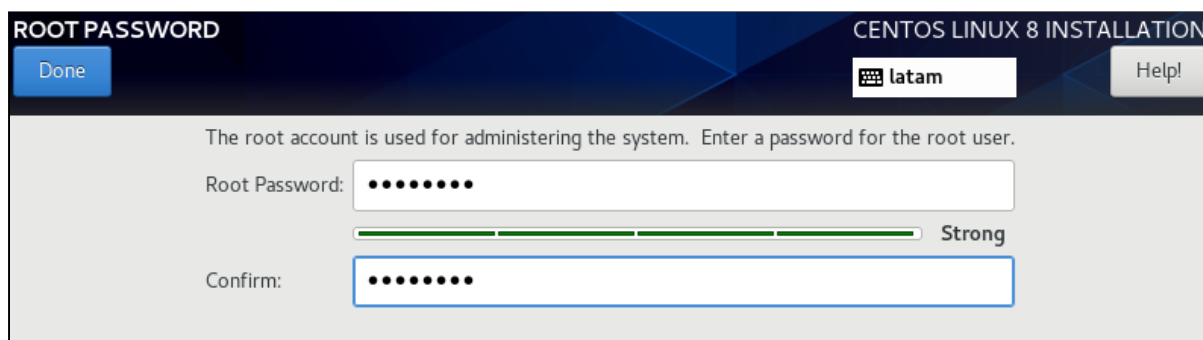 ROOT PASSWORD
CENTOS LINUX 8 INSTALLATION
Done
latam
Help!
The root account is used for administering the system. Enter a password for the root user.
Root Password: ●●●●●●●●
Strong
Confirm: ●●●●●●●●